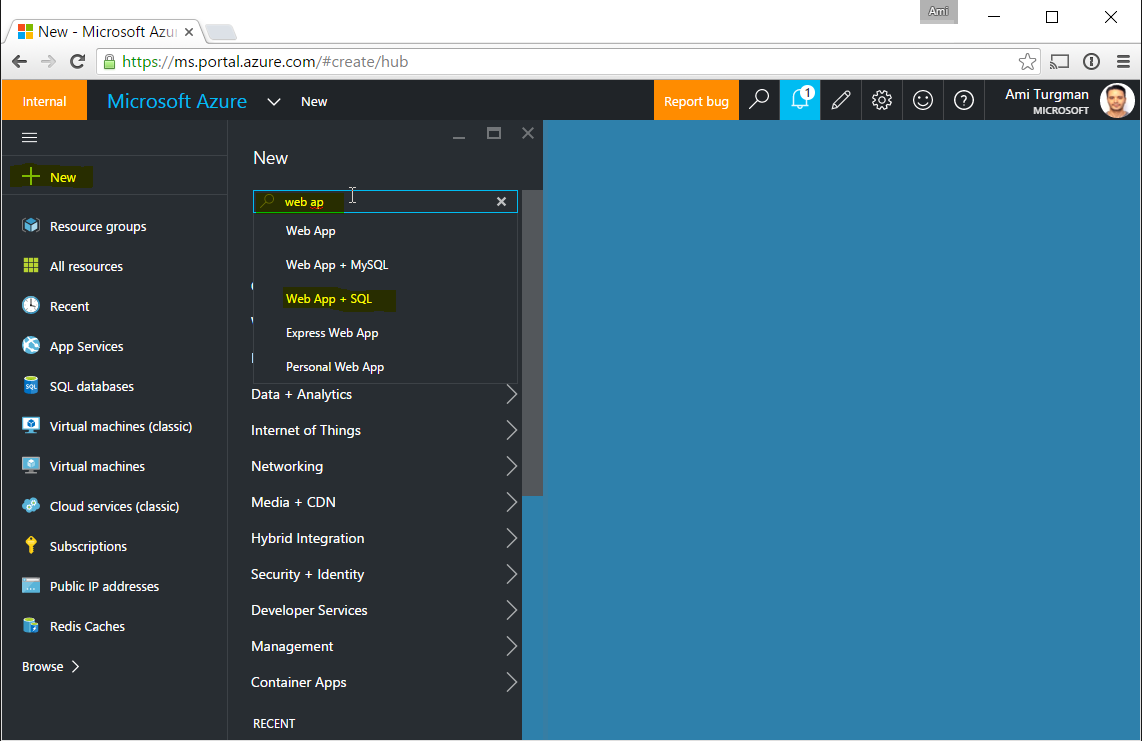 Ami
New - Microsoft Azu
https://ms.portal.azure.com/#create/hub
Internal
Microsoft Azure
New
Report bug
1
Ami Turgman
MICROSOFT
New
Resource groups
All resources
Recent
App Services
SQL
SQL databases
Virtual machines (classic)
Virtual machines
Cloud services (classic)
Subscriptions
Public IP addresses
Redis Caches
Browse
New
web ap
Web App
Web App + MySQL
Web App + SQL
Express Web App
Personal Web App
Data + Analytics
Internet of Things
Networking
Media + CDN
Hybrid Integration
Security + Identity
Developer Services
Management
Container Apps
RECENT